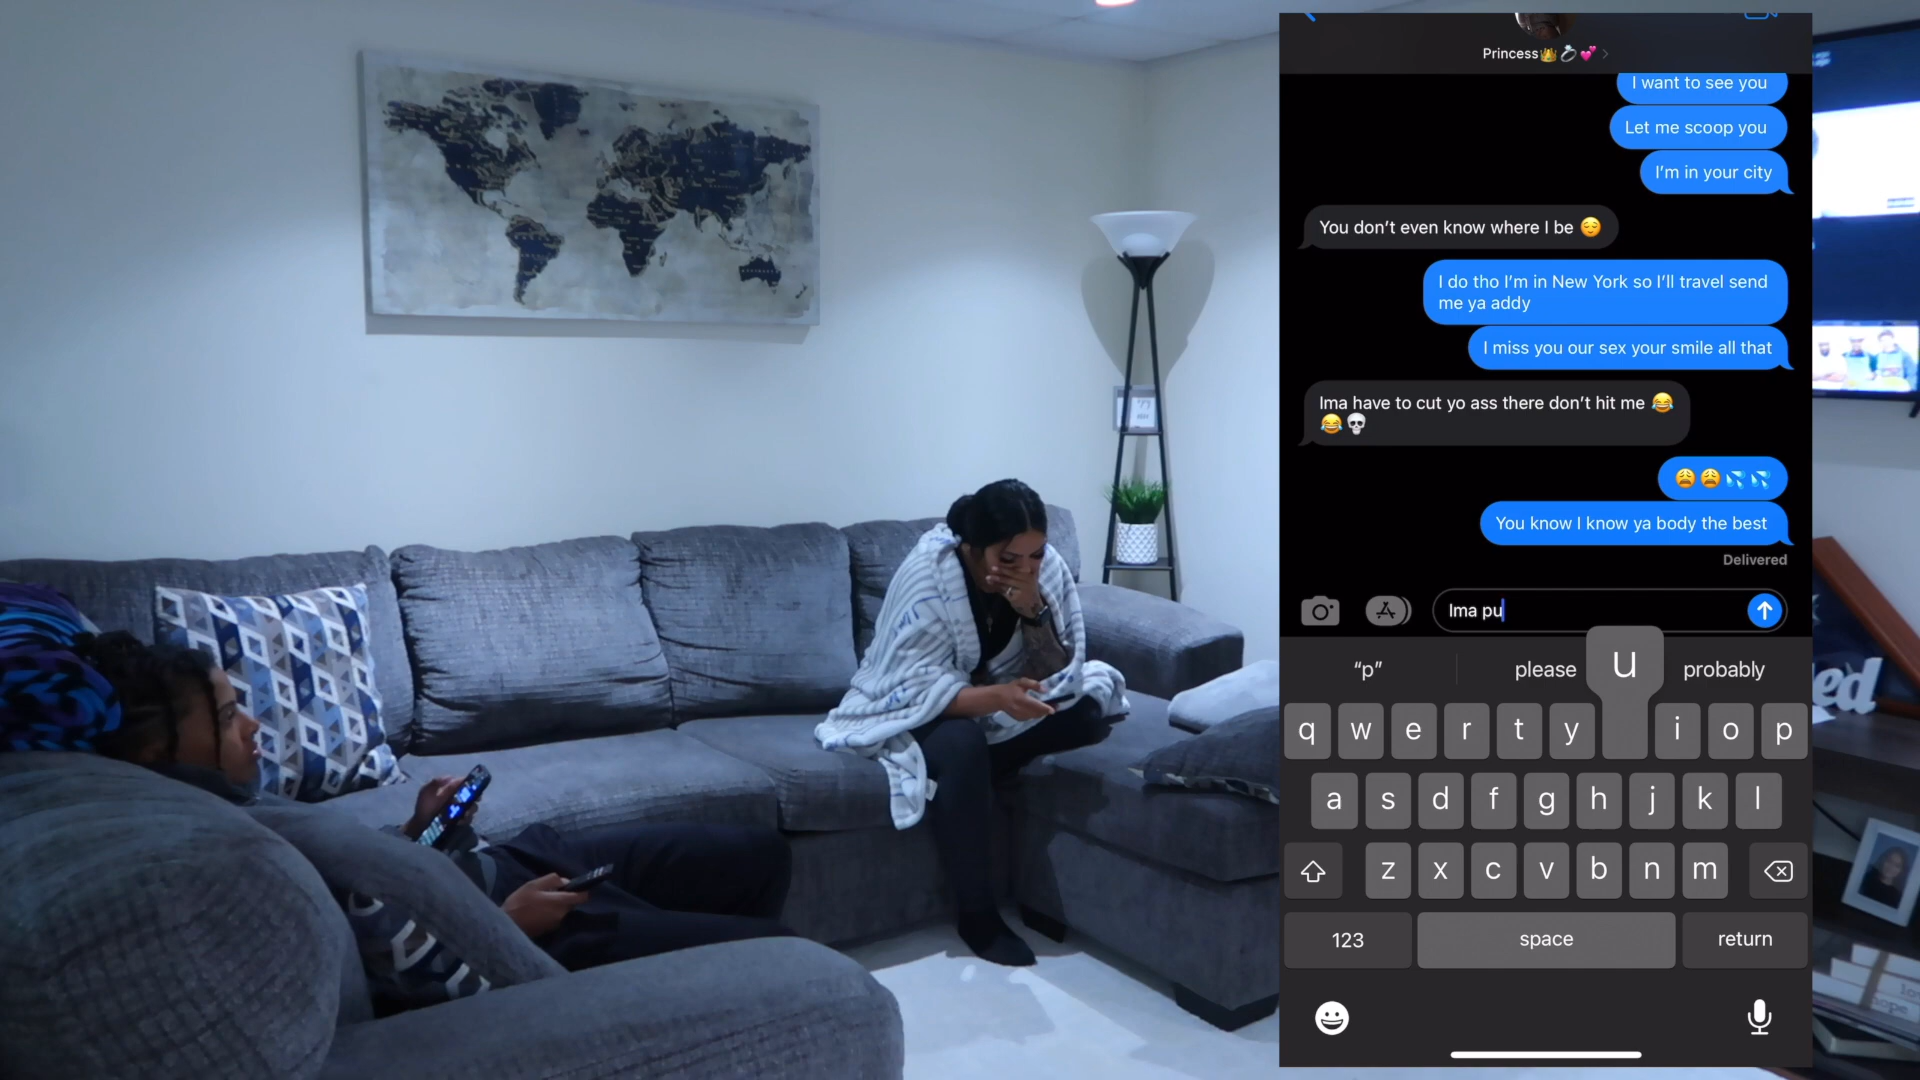 Princess👑💍💕
I want to see you
Let me scoop you
I'm in your city
You don't even know where I be 😌
I do tho I'm in New York so I'll travel send
me ya addy
I miss you our sex your smile all that
Ima have to cut yo ass there don't hit me 😂
😂💀
😩😩💦💦
You know I know ya body the best
Delivered
Ima pu
“p”
please
u
probably
q w e r t y i o p
a s d f g h j k l
z x c v b n m
123
space
return
ed